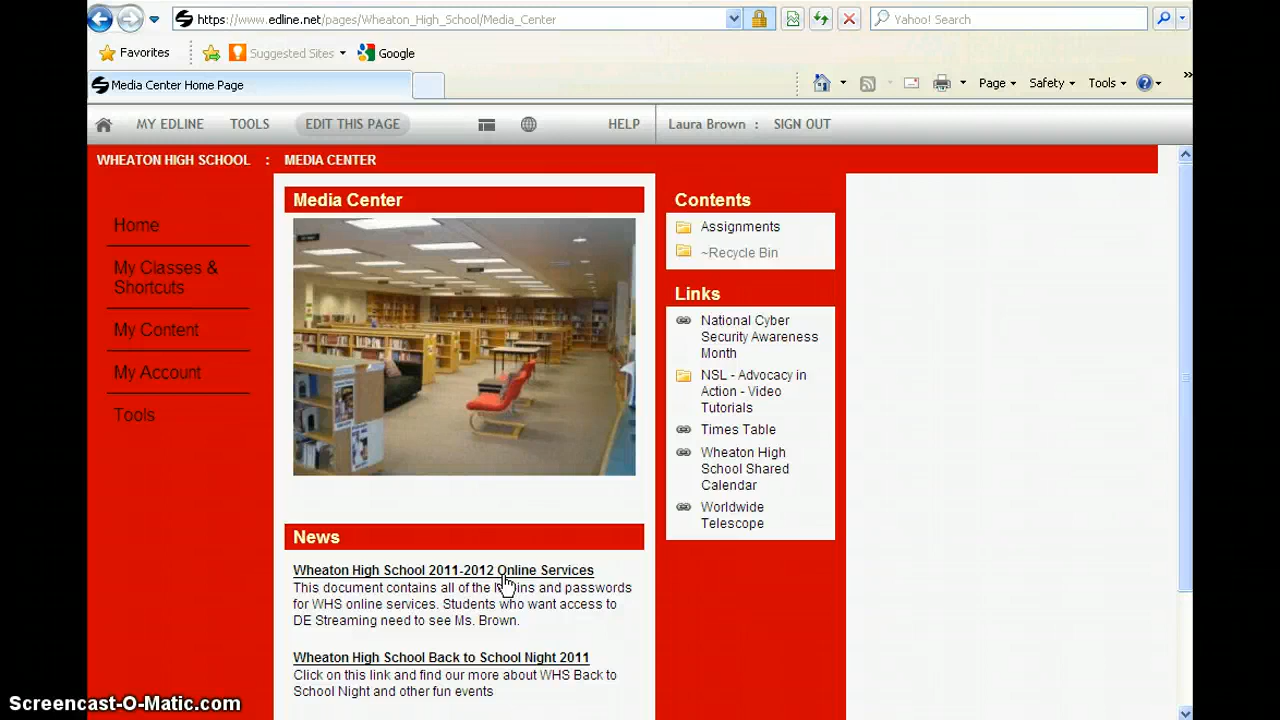 https://www.edline.net/pages/Wheaton_High_School/Media_Center
Yahoo! Search
Favorites
Suggested Sites
Google
Media Center Home Page
Page
Safety
Tools
MY EDLINE
TOOLS
EDIT THIS PAGE
HELP
Laura Brown :
SIGN OUT
WHEATON HIGH SCHOOL : MEDIA CENTER
Home
My Classes &
Shortcuts
My Content
My Account
Tools
Media Center
News
Wheaton High School 2011-2012 Online Services
This document contains all of the and passwords
for WHS online services. Students who want access to
DE Streaming need to see Ms. Brown.
Wheaton High School Back to School Night 2011
Click on this link and find our more about WHS Back to
School Night and other fun events
Contents
Assignments
~Recycle Bin
Links
National Cyber
Security Awareness
Month
NSL - Advocacy in
Action - Video
Tutorials
Times Table
Wheaton High
School Shared
Calendar
Worldwide
Telescope
Screencast-O-Matic.com